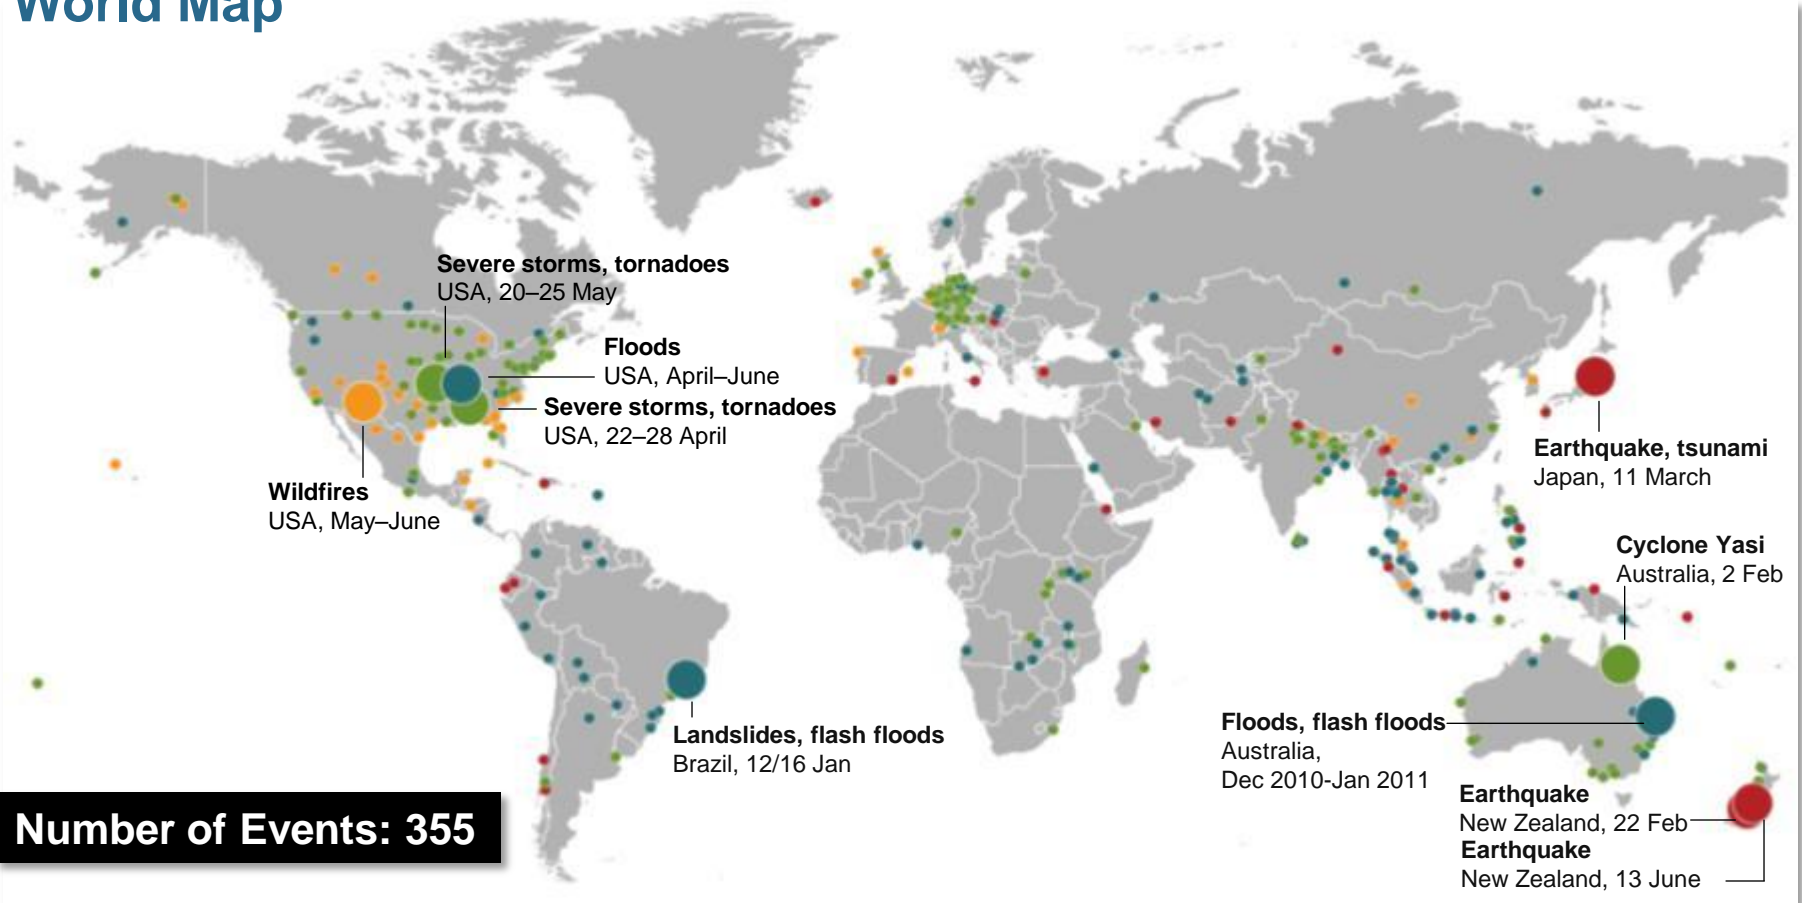 World Map
Severe storms, tornadoes
USA, 20–25 May
Floods
USA, April–June
Severe storms, tornadoes
USA, 22–28 April
Wildfires
USA, May–June
Earthquake, tsunami
Japan, 11 March
Cyclone Yasi
Australia, 2 Feb
Landslides, flash floods
Brazil, 12/16 Jan
Floods, flash floods
Australia,
Dec 2010-Jan 2011
Earthquake
New Zealand, 22 Feb
Earthquake
New Zealand, 13 June
Number of Events: 355